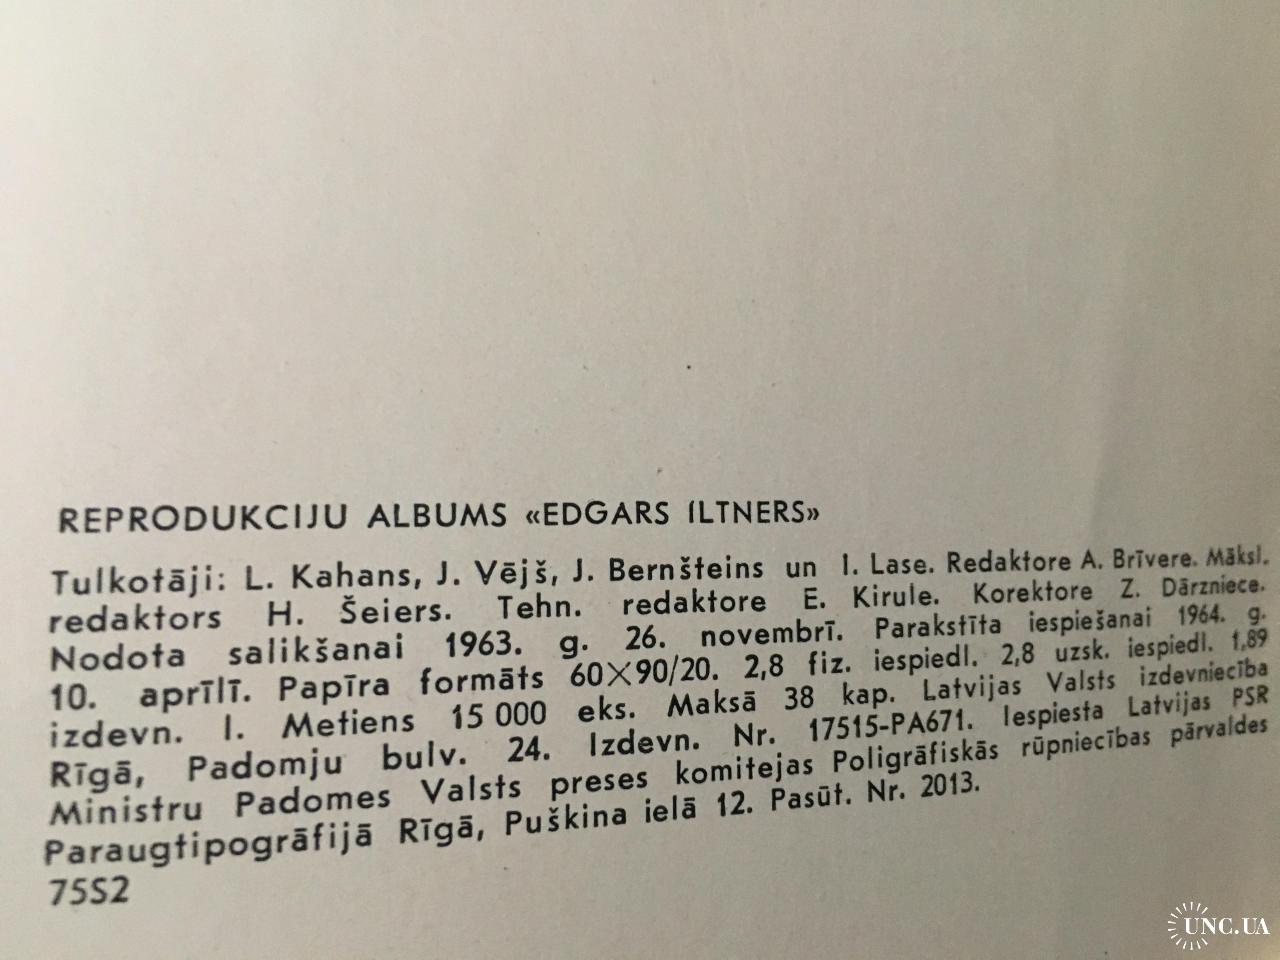 REPRODUKCIJU ALBUMS «EDGARS ILTNERS»
Tulkotāji: L. Kahans, J. Vējš, J. Bernšteins un I. Lase. Redaktore A. Brīvere. Māksl.
redaktors H. Šeiers. Tehn. redaktore E. Kirule. Korektore Z. Dārzniece.
Nodota salikšanai 1963. g. 26. novembrī. Parakstīta iespiešanai 1964. g.
10. aprīlī. Papīra formāts 60×90/20. 2,8 fiz. iespiedl. 2,8 uzsk. iespiedl. 1,89
izdevn. l. Metiens 15 000 eks. Maksā 38 kap. Latvijas Valsts izdevniecība
Rīgā, Padomju bulv. 24. Izdevn. Nr. 17515-PA671. Iespiesta Latvijas PSR
Ministru Padomes Valsts preses komitejas Poligrāfiskās rūpniecības pārvaldes
Paraugtipogrāfijā Rīgā, Puškina ielā 12. Pasūt. Nr. 2013.
75S2
UNC.UA